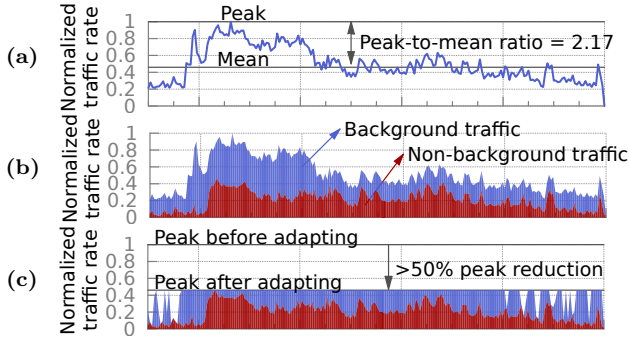 (a)
Normalized
traffic rate
1
0.8
0.6
0.4
0.2
0
Peak
Mean
Peak-to-mean ratio = 2.17
(b)
Normalized
traffic rate
1
0.8
0.6
0.4
0.2
0
Background traffic
Non-background traffic
(c)
Normalized
traffic rate
1
0.8
0.6
0.4
0.2
0
Peak before adapting
>50% peak reduction
Peak after adapting